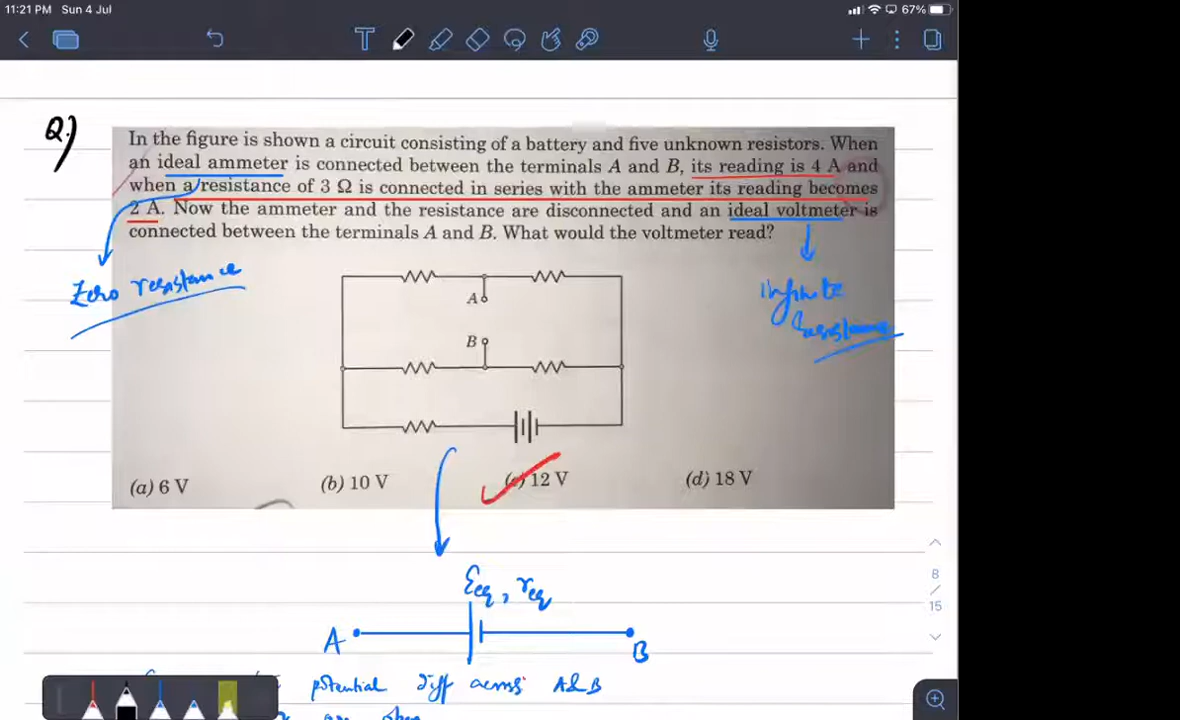 11:21 PM Sun 4 Jul
67%
T
Q.)
In the figure is shown a circuit consisting of a battery and five unknown resistors. When
an ideal ammeter is connected between the terminals A and B, its reading is 4 A and
when a resistance of 3 Ω is connected in series with the ammeter its reading becomes
2 A. Now the ammeter and the resistance are disconnected and an ideal voltmeter is
connected between the terminals A and B. What would the voltmeter read?
Zero resistance
Infinite
resistance
A
B
(a) 6 V
(b) 10 V
(c) 12 V
(d) 18 V
Eeq, req
A
B
potential diff across A&B
8
/
15